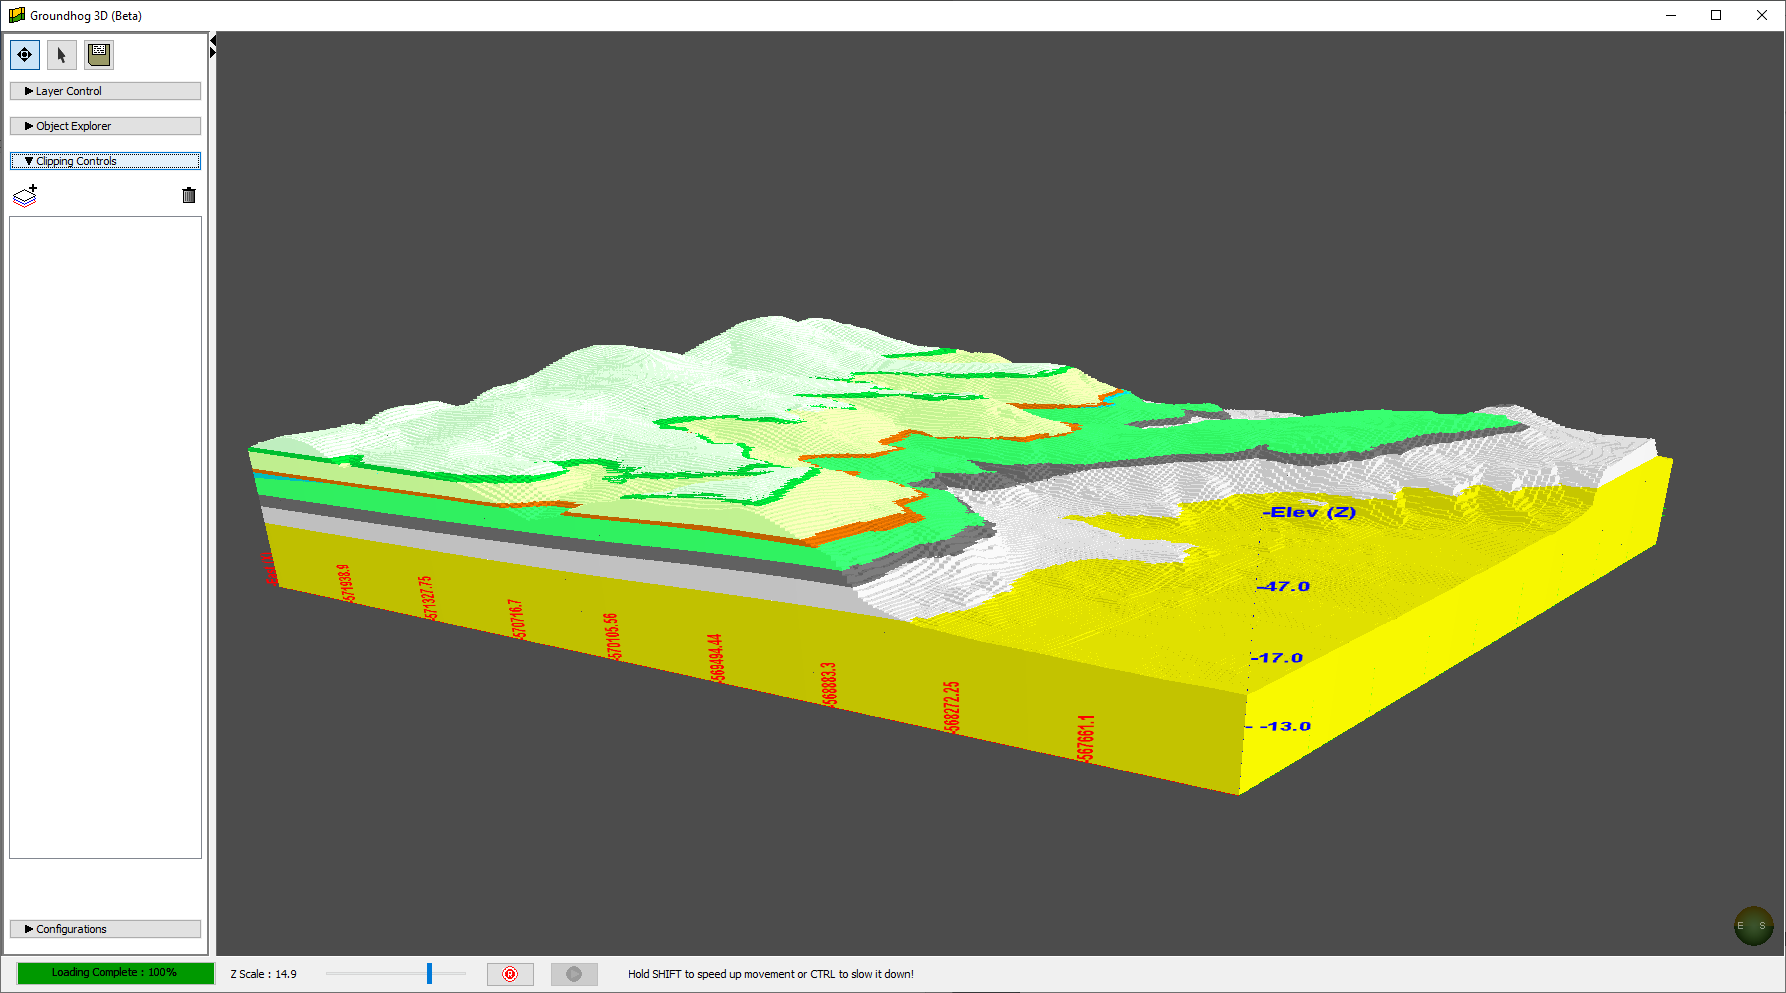 Groundhog 3D (Beta)
Layer Control
Object Explorer
Clipping Controls
-Elev (Z)
-47.0
-17.0
- -13.0
-571938.9
-571327.75
-570716.7
-570105.56
-569494.44
-568883.3
-568272.25
-567661.1
E S
Configurations
Loading Complete : 100%
Z Scale : 14.9
R
Hold SHIFT to speed up movement or CTRL to slow it down!